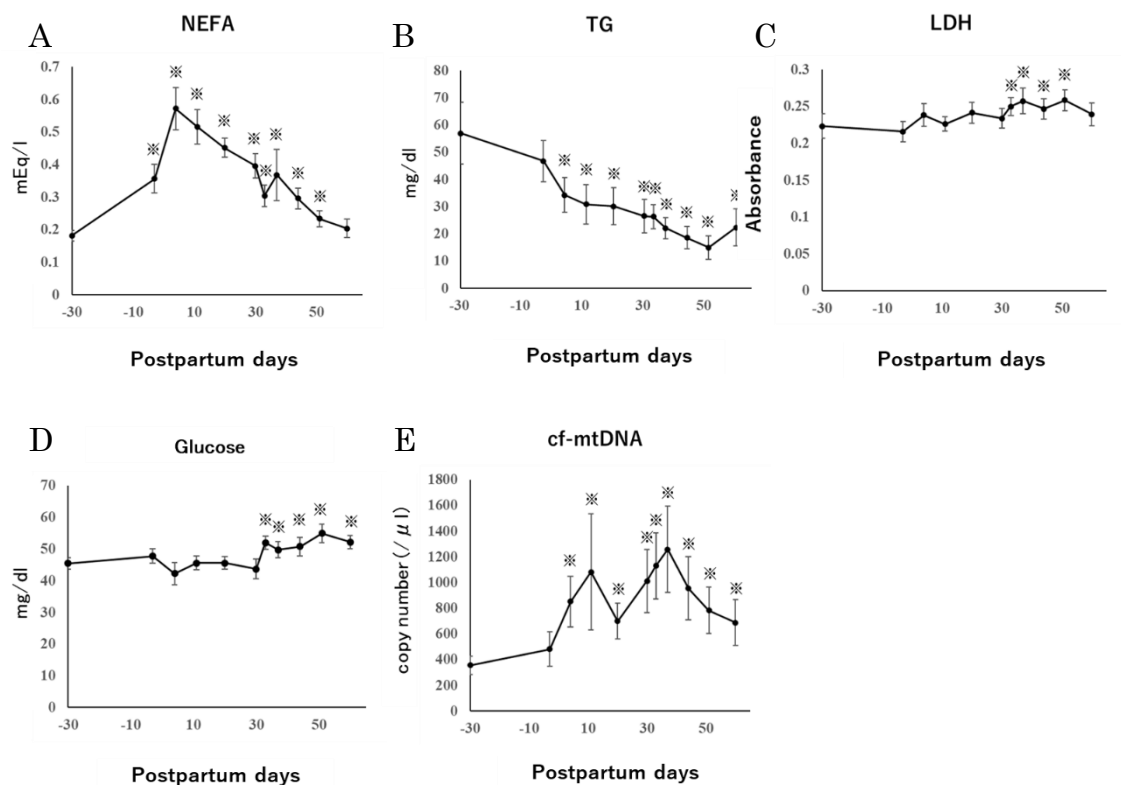 A
NEFA
0.7
0.6
0.5
0.4
0.3
0.2
0.1
0
mEq/l
※ ※ ※ ※ ※ ※ ※ ※ ※
-30 -10 10 30 50
Postpartum days
B
TG
80
70
60
50
40
30
20
10
0
mg/dl
※ ※ ※ ※ ※ ※ ※ ※ ※
-30 -10 10 30 50
Postpartum days
C
LDH
0.3
0.25
0.2
0.15
0.1
0.05
0
Absorbance
※ ※ ※ ※
-30 -10 10 30 50
Postpartum days
D
Glucose
70
60
50
40
30
20
10
0
mg/dl
※ ※ ※ ※ ※
-30 -10 10 30 50
Postpartum days
E
cf-mtDNA
1800
1600
1400
1200
1000
800
600
400
200
0
copy number(/μl)
※ ※ ※ ※ ※ ※ ※ ※ ※
-30 -10 10 30 50
Postpartum days